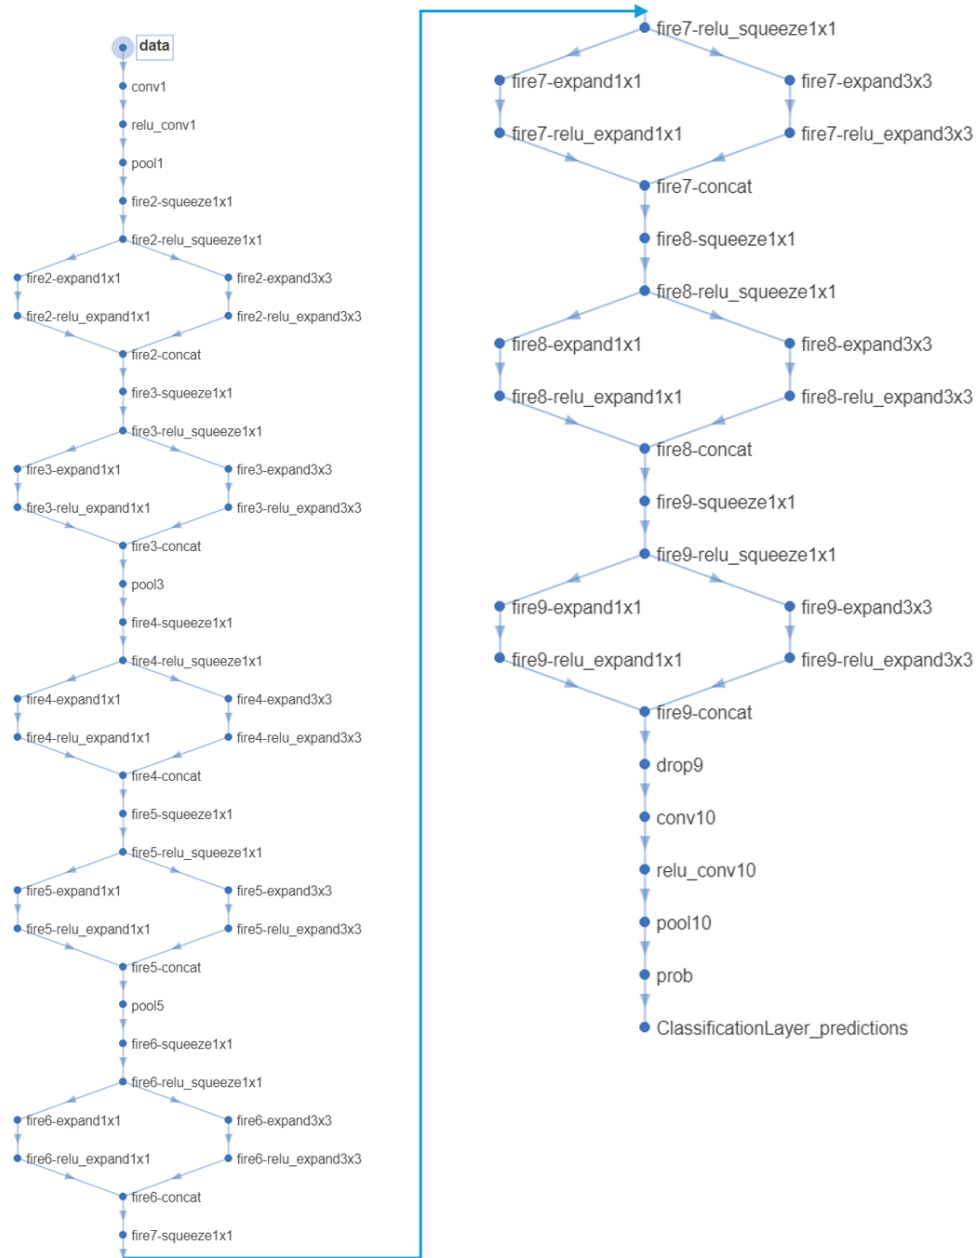 data
conv1
relu_conv1
pool1
fire2-squeeze1x1
fire2-relu_squeeze1x1
fire2-expand1x1 fire2-expand3x3
fire2-relu_expand1x1 fire2-relu_expand3x3
fire2-concat
fire3-squeeze1x1
fire3-relu_squeeze1x1
fire3-expand1x1 fire3-expand3x3
fire3-relu_expand1x1 fire3-relu_expand3x3
fire3-concat
pool3
fire4-squeeze1x1
fire4-relu_squeeze1x1
fire4-expand1x1 fire4-expand3x3
fire4-relu_expand1x1 fire4-relu_expand3x3
fire4-concat
fire5-squeeze1x1
fire5-relu_squeeze1x1
fire5-expand1x1 fire5-expand3x3
fire5-relu_expand1x1 fire5-relu_expand3x3
fire5-concat
pool5
fire6-squeeze1x1
fire6-relu_squeeze1x1
fire6-expand1x1 fire6-expand3x3
fire6-relu_expand1x1 fire6-relu_expand3x3
fire6-concat
fire7-squeeze1x1
fire7-relu_squeeze1x1
fire7-expand1x1 fire7-expand3x3
fire7-relu_expand1x1 fire7-relu_expand3x3
fire7-concat
fire8-squeeze1x1
fire8-relu_squeeze1x1
fire8-expand1x1 fire8-expand3x3
fire8-relu_expand1x1 fire8-relu_expand3x3
fire8-concat
fire9-squeeze1x1
fire9-relu_squeeze1x1
fire9-expand1x1 fire9-expand3x3
fire9-relu_expand1x1 fire9-relu_expand3x3
fire9-concat
drop9
conv10
relu_conv10
pool10
prob
ClassificationLayer_predictions